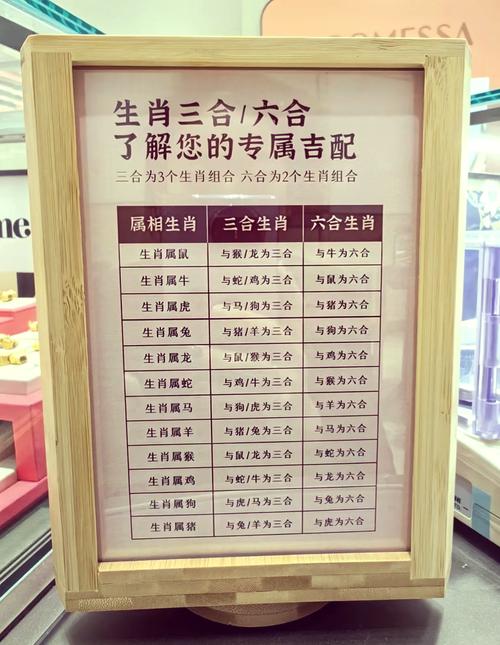 OMESSA
me
生肖三合/六合
了解您的专属吉配
三合为3个生肖组合 六合为2个生肖组合
属相生肖 三合生肖 六合生肖
生肖属鼠 与猴/龙为三合 与牛为六合
生肖属牛 与蛇/鸡为三合 与鼠为六合
生肖属虎 与马/狗为三合 与猪为六合
生肖属兔 与猪/羊为三合 与狗为六合
生肖属龙 与鼠/猴为三合 与鸡为六合
生肖属蛇 与鸡/牛为三合 与猴为六合
生肖属马 与狗/虎为三合 与羊为六合
生肖属羊 与猪/兔为三合 与马为六合
生肖属猴 与鼠/龙为三合 与蛇为六合
生肖属鸡 与蛇/牛为三合 与龙为六合
生肖属狗 与虎/马为三合 与兔为六合
生肖属猪 与兔/羊为三合 与虎为六合